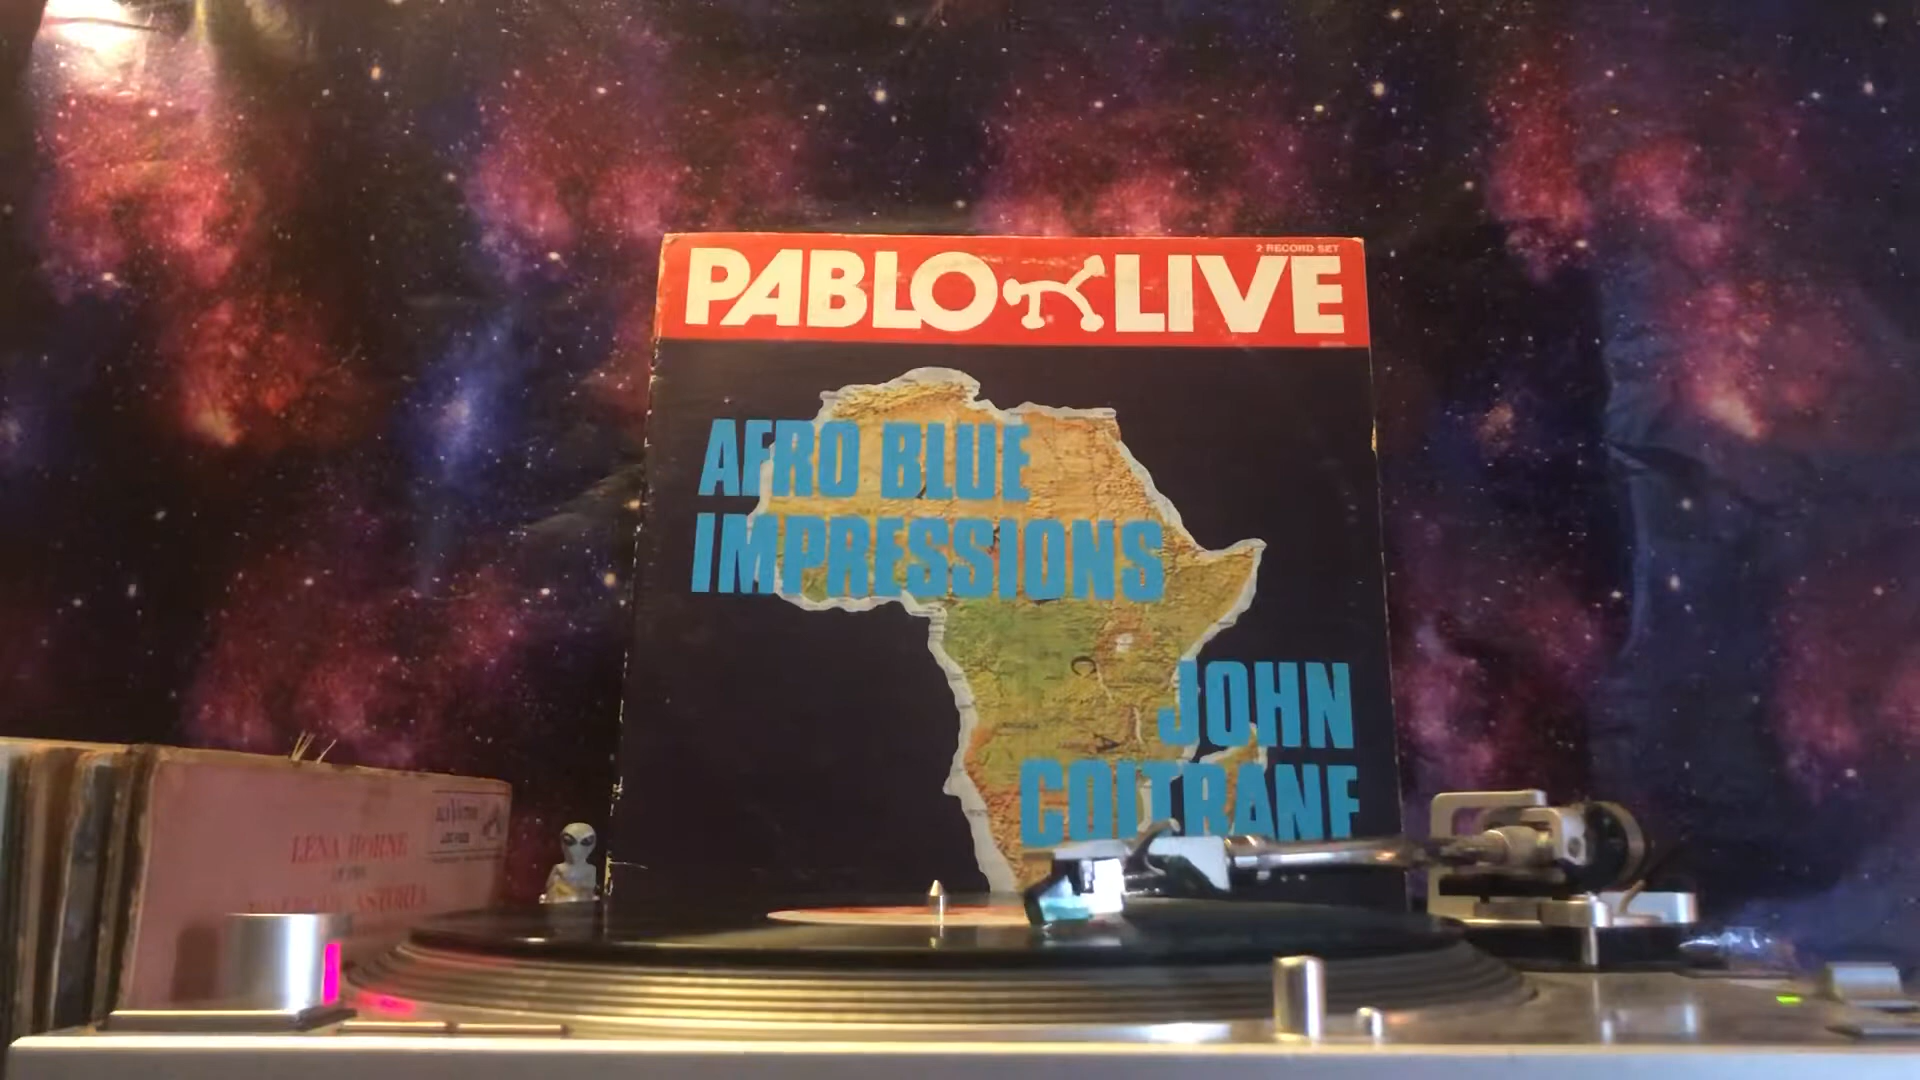 2 RECORD SET
PABLO LIVE
AFRO BLUE
IMPRESSIONS
JOHN
COLTRANE
C
A
LENA HORNE